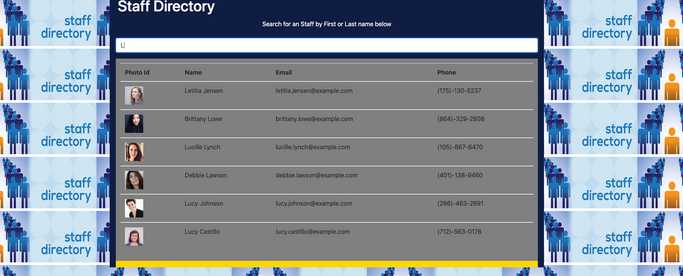 Staff Directory
Search for an Staff by First or Last name below
L
Photo Id Name Email Phone
Letitia Jensen letitia.jensen@example.com (175)-130-5237
Brittany Lowe brittany.lowe@example.com (864)-329-2808
Lucille Lynch lucille.lynch@example.com (105)-867-8470
Debbie Lawson debbie.lawson@example.com (401)-138-9460
Lucy Johnson lucy.johnson@example.com (286)-463-2891
Lucy Castillo lucy.castillo@example.com (712)-563-0176
staff
directory
staff
directory
staff
directory
staff
directory
staff
directory
staff
directory
staff
directory
staff
directory
staff
directory
staff
directory